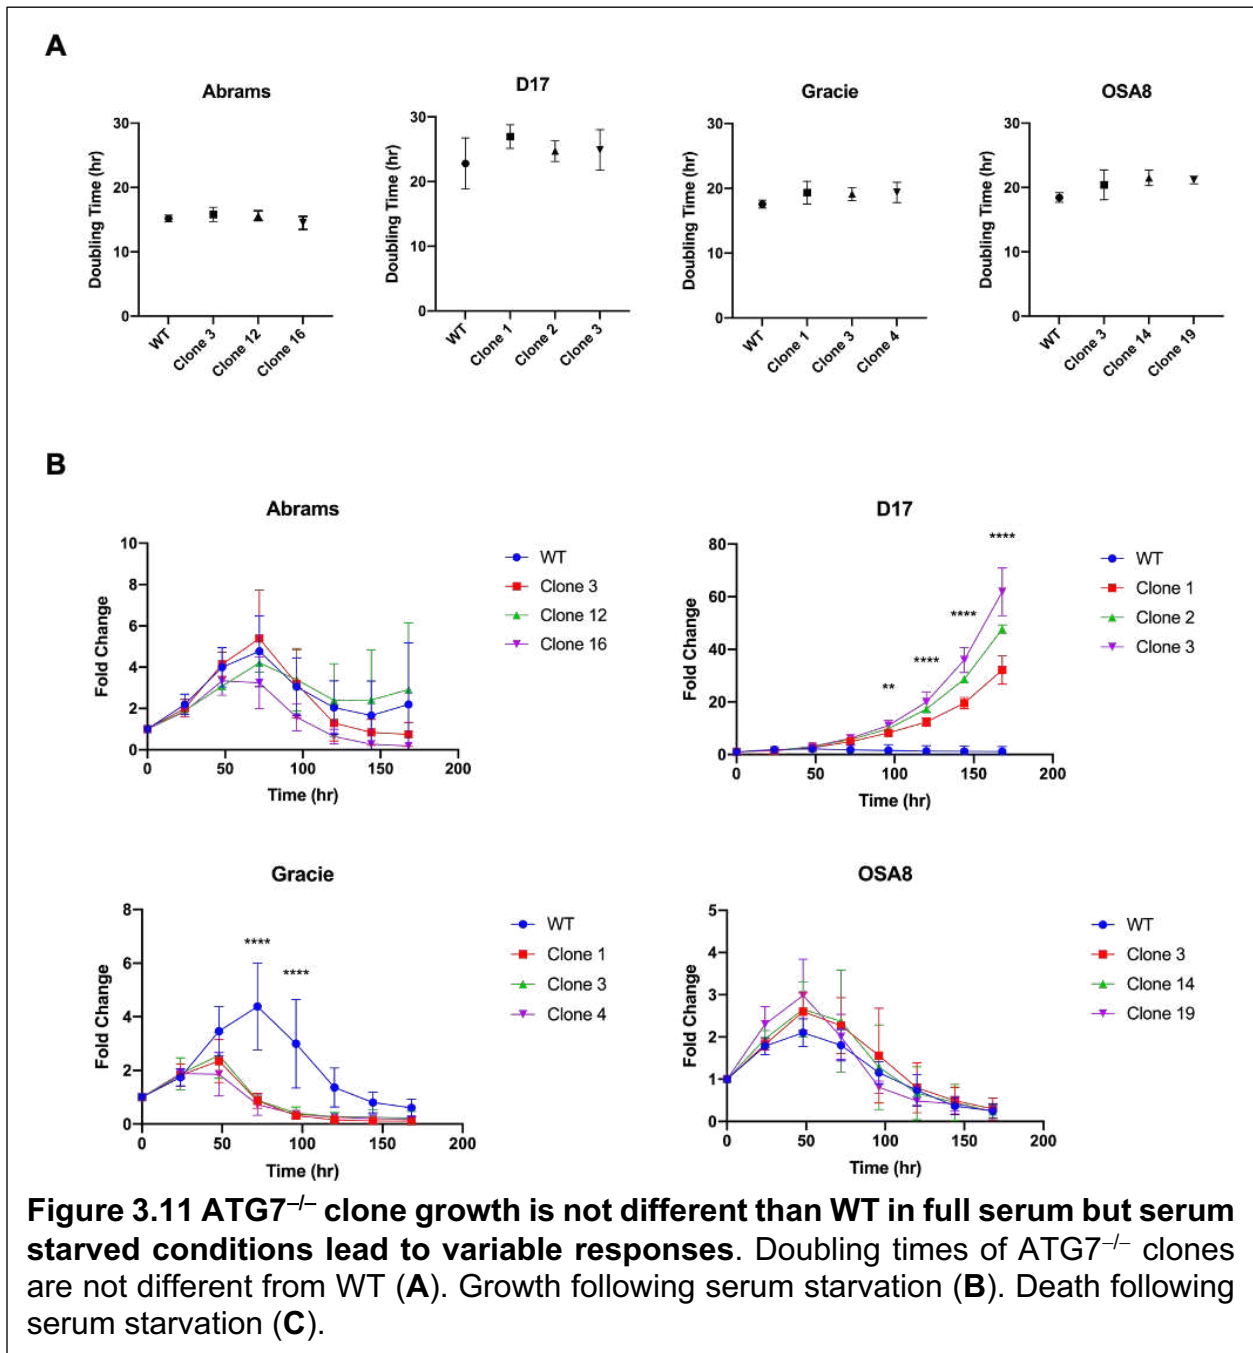 A
Abrams
D17
Gracie
OSA8
Doubling Time (hr)
30
20
10
0
WT
Clone 3
Clone 12
Clone 16
Doubling Time (hr)
30
20
10
0
WT
Clone 1
Clone 2
Clone 3
Doubling Time (hr)
30
20
10
0
WT
Clone 1
Clone 3
Clone 4
Doubling Time (hr)
30
20
10
0
WT
Clone 3
Clone 14
Clone 19
B
Abrams
Fold Change
10
8
6
4
2
0
0 50 100 150 200
Time (hr)
WT
Clone 3
Clone 12
Clone 16
D17
Fold Change
80
60
40
20
0
0 50 100 150 200
Time (hr)
**
****
****
****
WT
Clone 1
Clone 2
Clone 3
Gracie
Fold Change
8
6
4
2
0
0 50 100 150 200
Time (hr)
****
****
WT
Clone 1
Clone 3
Clone 4
OSA8
Fold Change
5
4
3
2
1
0
0 50 100 150 200
Time (hr)
WT
Clone 3
Clone 14
Clone 19
Figure 3.11 ATG7–/– clone growth is not different than WT in full serum but serum
starved conditions lead to variable responses. Doubling times of ATG7–/– clones
are not different from WT (A). Growth following serum starvation (B). Death following
serum starvation (C).